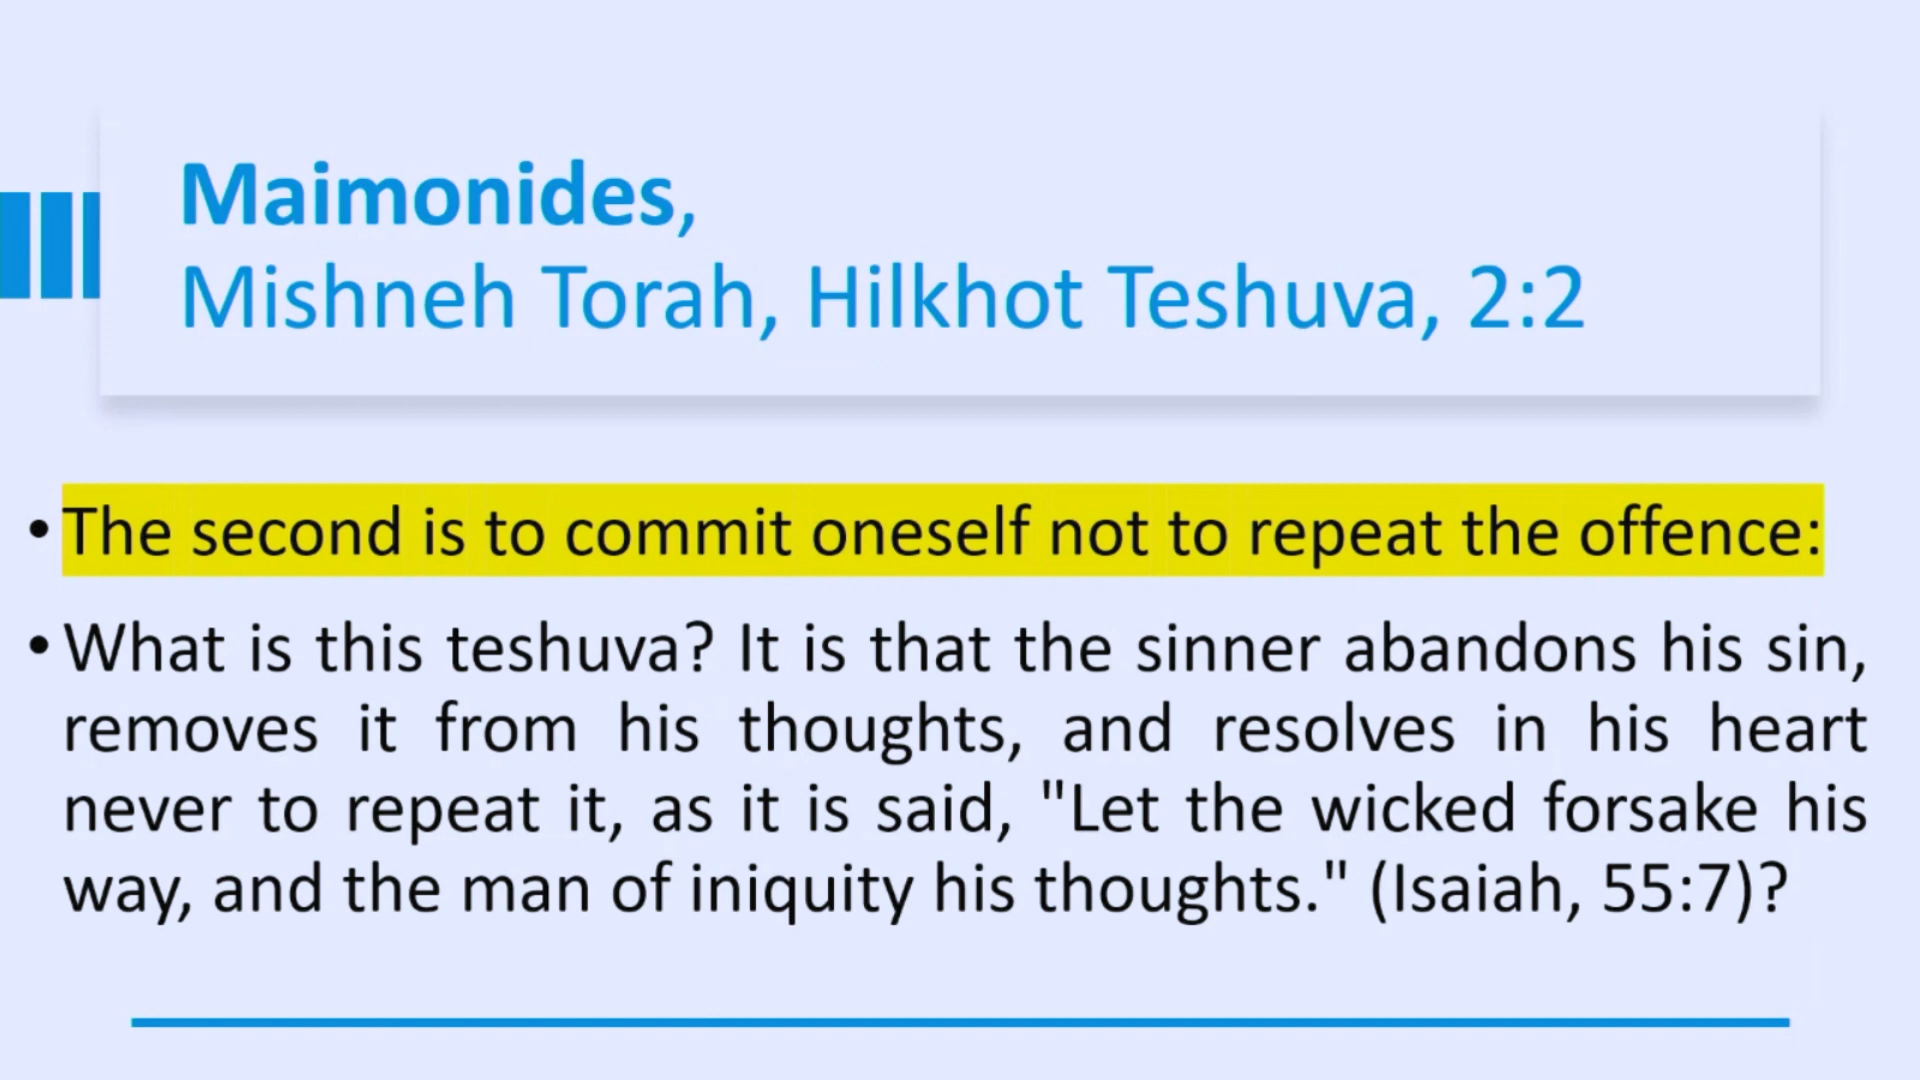 Maimonides,
Mishneh Torah, Hilkhot Teshuva, 2:2
• The second is to commit oneself not to repeat the offence:
• What is this teshuva? It is that the sinner abandons his sin,
removes it from his thoughts, and resolves in his heart
never to repeat it, as it is said, "Let the wicked forsake his
way, and the man of iniquity his thoughts." (Isaiah, 55:7)?